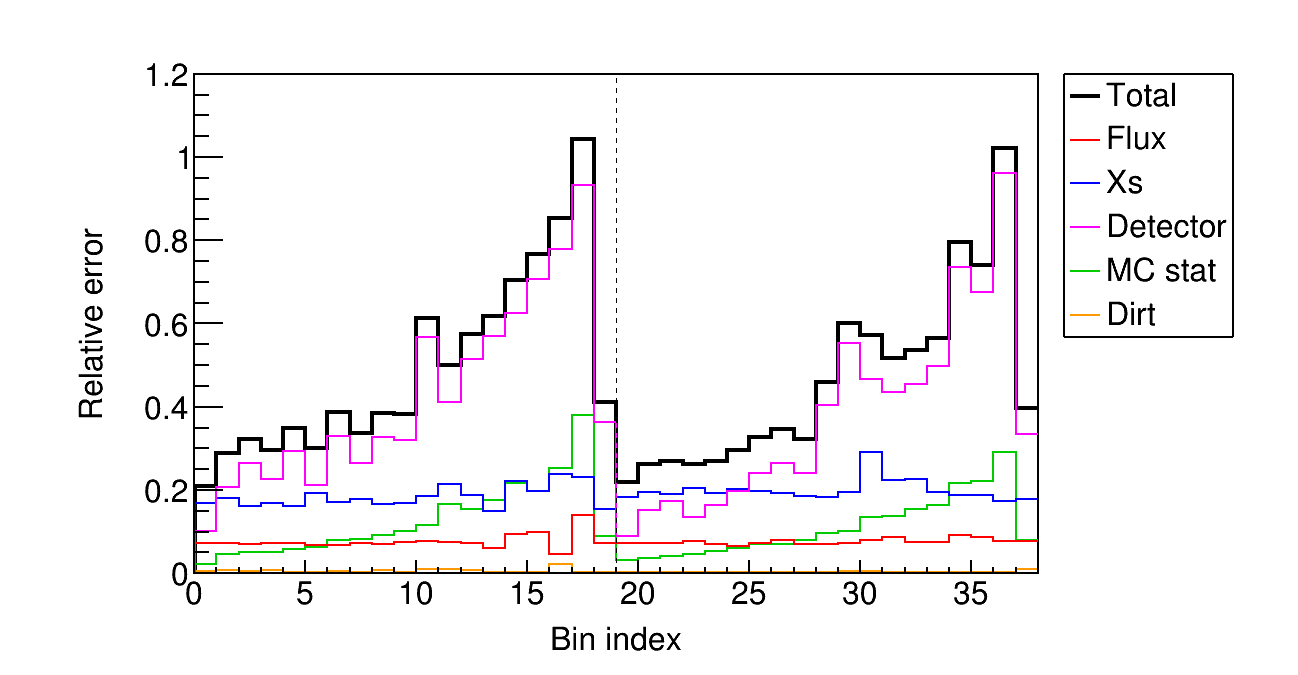 1.2
1
0.8
0.6
0.4
0.2
0
0 5 10 15 20 25 30 35
Relative error
Bin index
Total
Flux
Xs
Detector
MC stat
Dirt